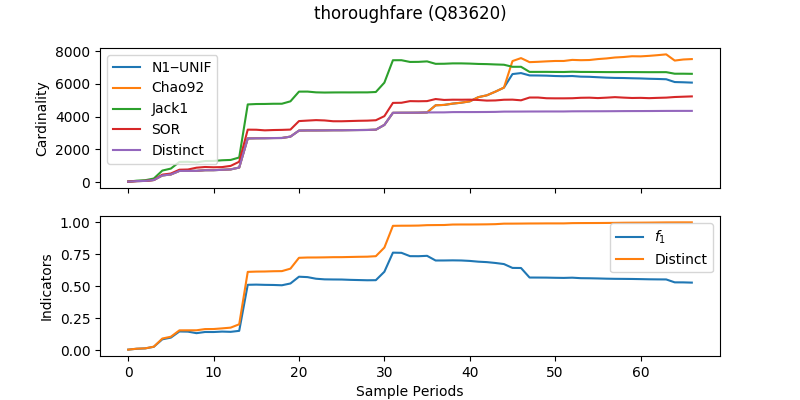 thoroughfare (Q83620)
8000
6000
4000
2000
0
Cardinality
N1−UNIF
Chao92
Jack1
SOR
Distinct
1.00
0.75
0.50
0.25
0.00
Indicators
f1
Distinct
0 10 20 30 40 50 60
Sample Periods